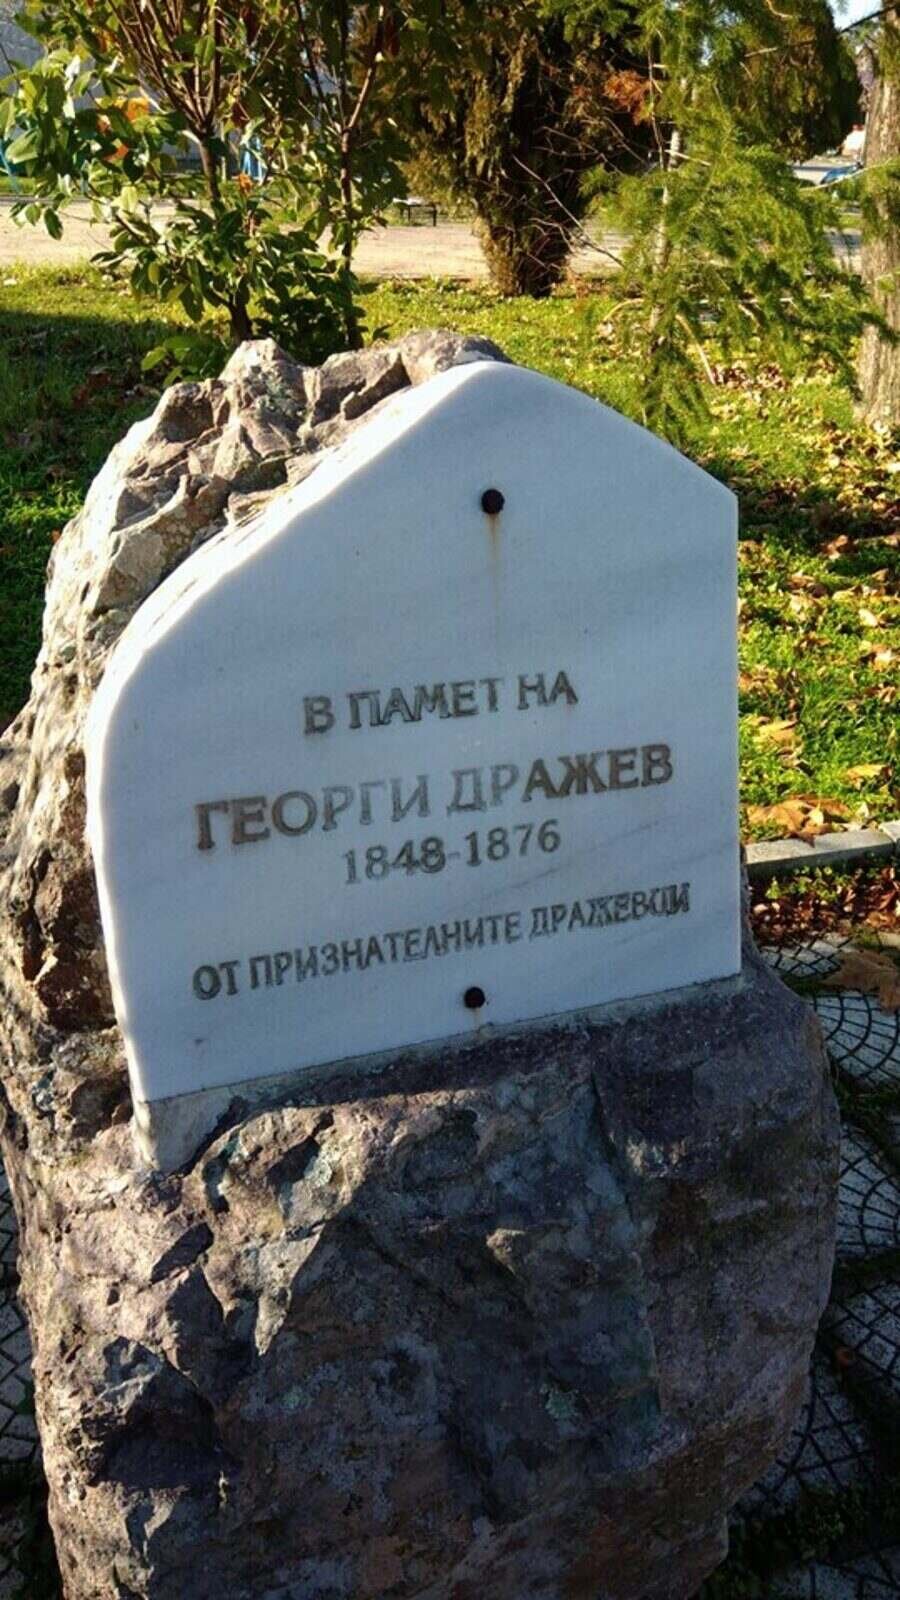 В ПАМЕТ НА
ГЕОРГИ ДРАЖЕВ
1848-1876
ОТ ПРИЗНАТЕЛНИТЕ ДРАЖЕВЦИ